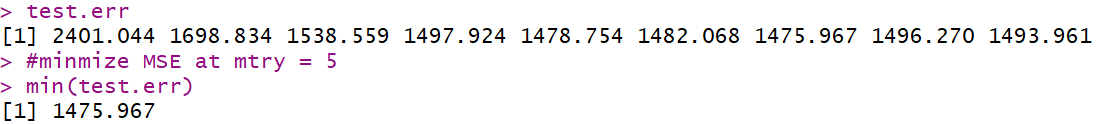 > test.err
[1] 2401.044 1698.834 1538.559 1497.924 1478.754 1482.068 1475.967 1496.270 1493.961
> #minmize MSE at mtry = 5
> min(test.err)
[1] 1475.967